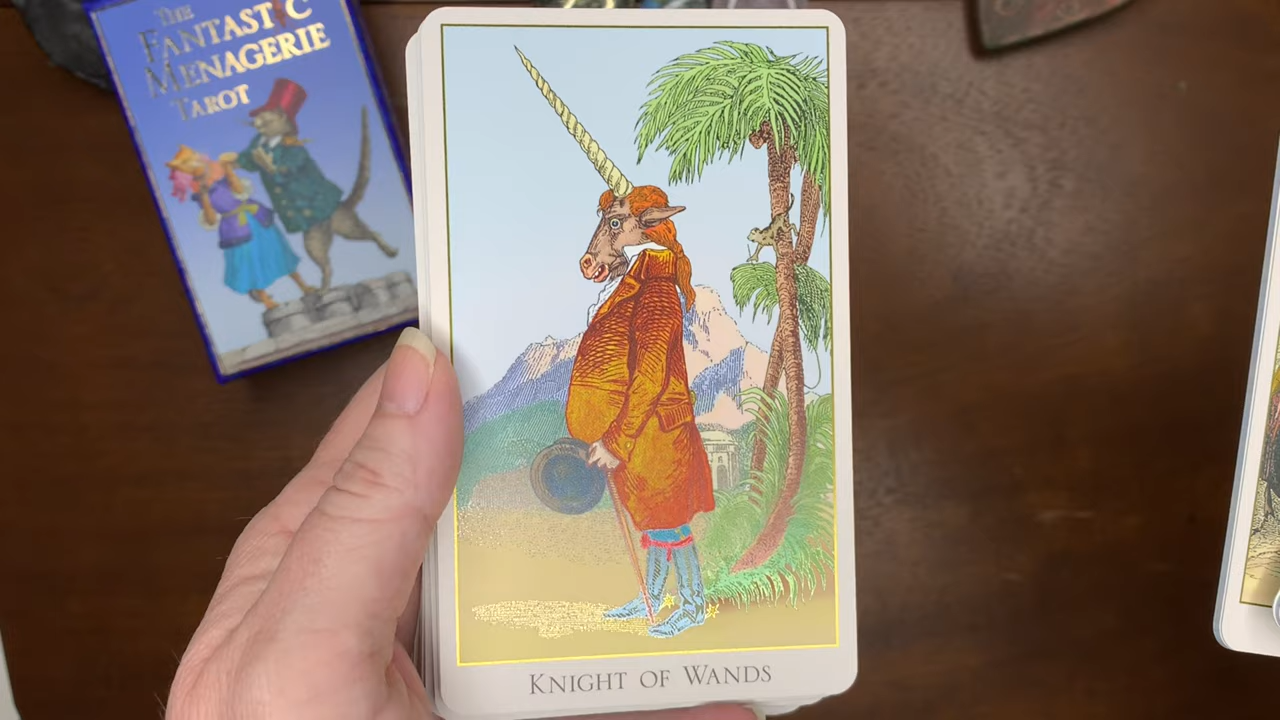 THE
FANTASTIC
MENAGERIE
TAROT
KNIGHT OF WANDS